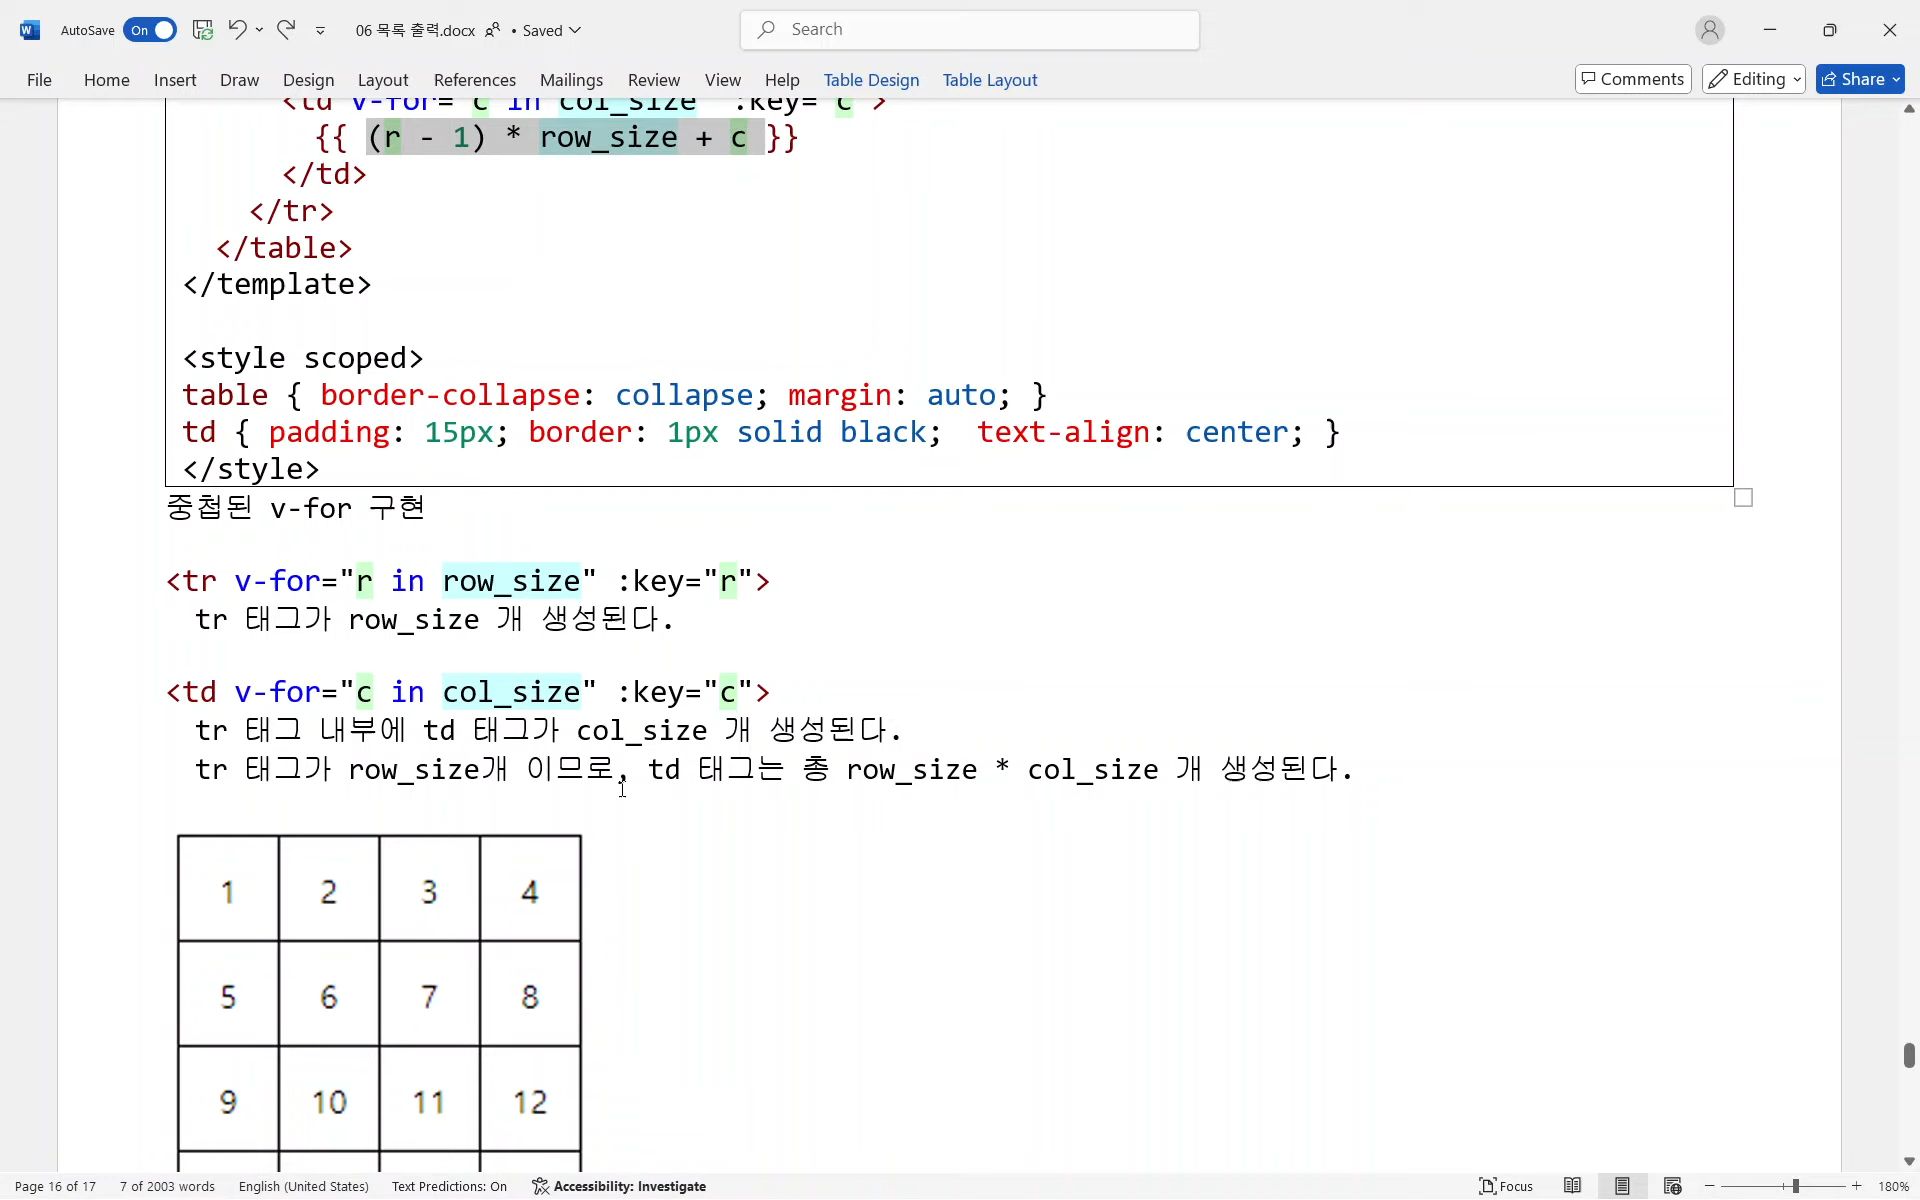 AutoSave On 06 목록 출력.docx • Saved Search
File Home Insert Draw Design Layout References Mailings Review View Help Table Design Table Layout Comments Editing Share
<td v-for="c in col_size" :key="c">
{{ (r - 1) * row_size + c }}
</td>
</tr>
</table>
</template>
<style scoped>
table { border-collapse: collapse; margin: auto; }
td { padding: 15px; border: 1px solid black; text-align: center; }
</style>
중첩된 v-for 구현
<tr v-for="r in row_size" :key="r">
tr 태그가 row_size 개 생성된다.
<td v-for="c in col_size" :key="c">
tr 태그 내부에 td 태그가 col_size 개 생성된다.
tr 태그가 row_size개 이므로, td 태그는 총 row_size * col_size 개 생성된다.
1 2 3 4
5 6 7 8
9 10 11 12
Page 16 of 17 7 of 2003 words English (United States) Text Predictions: On Accessibility: Investigate Focus 180%